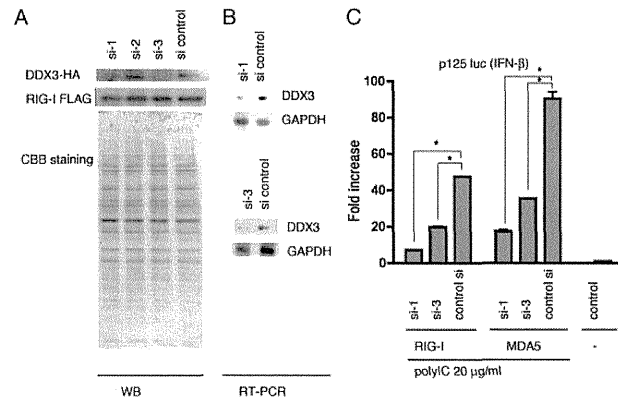 A
si-1
si-2
si-3
si control
DDX3-HA
RIG-I FLAG
CBB staining
WB
B
si-1
si control
DDX3
GAPDH
si-3
si control
DDX3
GAPDH
RT-PCR
C
p125 luc (IFN-β)
* *
* *
Fold increase
100
80
60
40
20
si-1
si-3
control si
si-1
si-3
control si
control
RIG-I
MDA5
-
polyIC 20 µg/ml